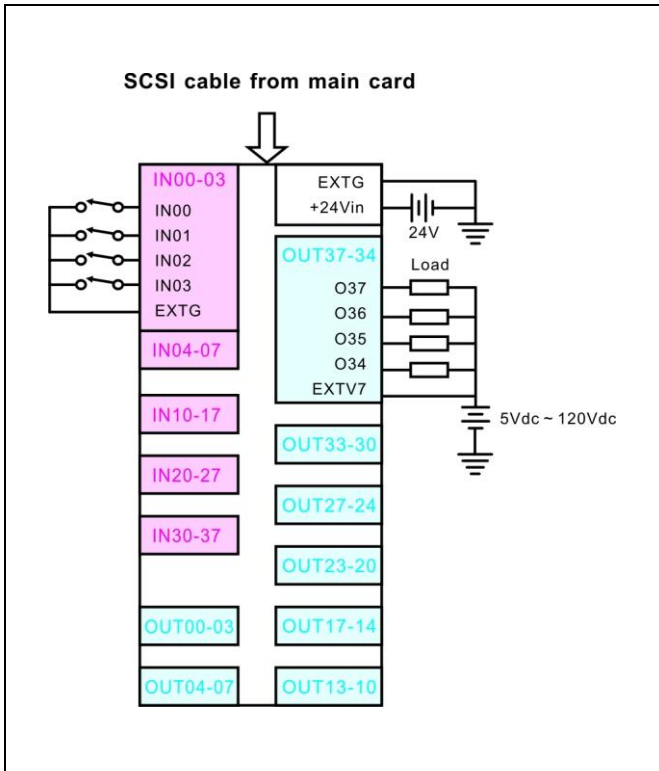 SCSI cable from main card
IN00-03
IN00
IN01
IN02
IN03
EXTG
IN04-07
IN10-17
IN20-27
IN30-37
OUT00-03
OUT04-07
EXTG
+24Vin
24V
OUT37-34
Load
O37
O36
O35
O34
EXTV7
5Vdc ~ 120Vdc
OUT33-30
OUT27-24
OUT23-20
OUT17-14
OUT13-10